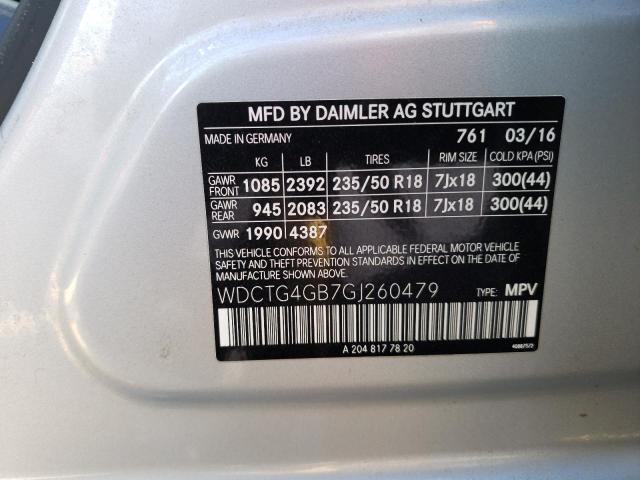 MFD BY DAIMLER AG STUTTGART
MADE IN GERMANY 761 03/16
KG LB TIRES RIM SIZE COLD KPA (PSI)
GAWR FRONT 1085 2392 235/50 R18 7Jx18 300(44)
GAWR REAR 945 2083 235/50 R18 7Jx18 300(44)
GVWR 1990 4387
THIS VEHICLE CONFORMS TO ALL APPLICABLE FEDERAL MOTOR VEHICLE
SAFETY STANDARDS IN EFFECT ON THE DATE OF MANUFACTURE SHOWN ABOVE.
WDCTG4GB7GJ260479 TYPE: MPV
A 204 817 78 20